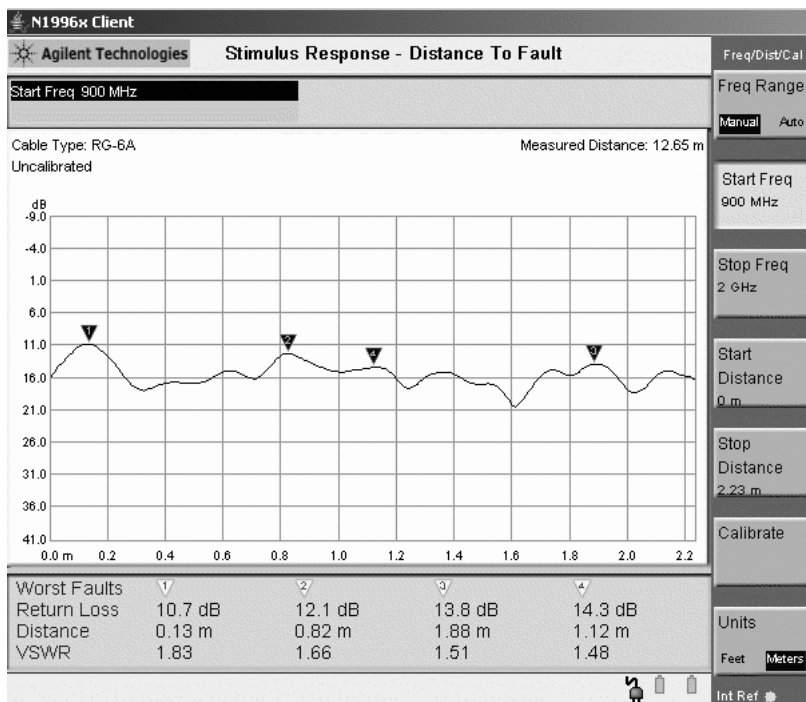 N1996x Client
Agilent Technologies Stimulus Response - Distance To Fault
Freq/Dist/Cal
Start Freq 900 MHz
Freq Range
Manual Auto
Cable Type: RG-6A Measured Distance: 12.65 m
Uncalibrated
Start Freq
900 MHz
Stop Freq
2 GHz
Start
Distance
0 m
Stop
Distance
2.23 m
Calibrate
Units
Feet Meters
Int Ref
dB
-9.0
-4.0
1.0
6.0
11.0
16.0
21.0
26.0
31.0
36.0
41.0
1 2 4 3
0.0 m 0.2 0.4 0.6 0.8 1.0 1.2 1.4 1.6 1.8 2.0 2.2
Worst Faults 1 2 3 4
Return Loss 10.7 dB 12.1 dB 13.8 dB 14.3 dB
Distance 0.13 m 0.82 m 1.88 m 1.12 m
VSWR 1.83 1.66 1.51 1.48